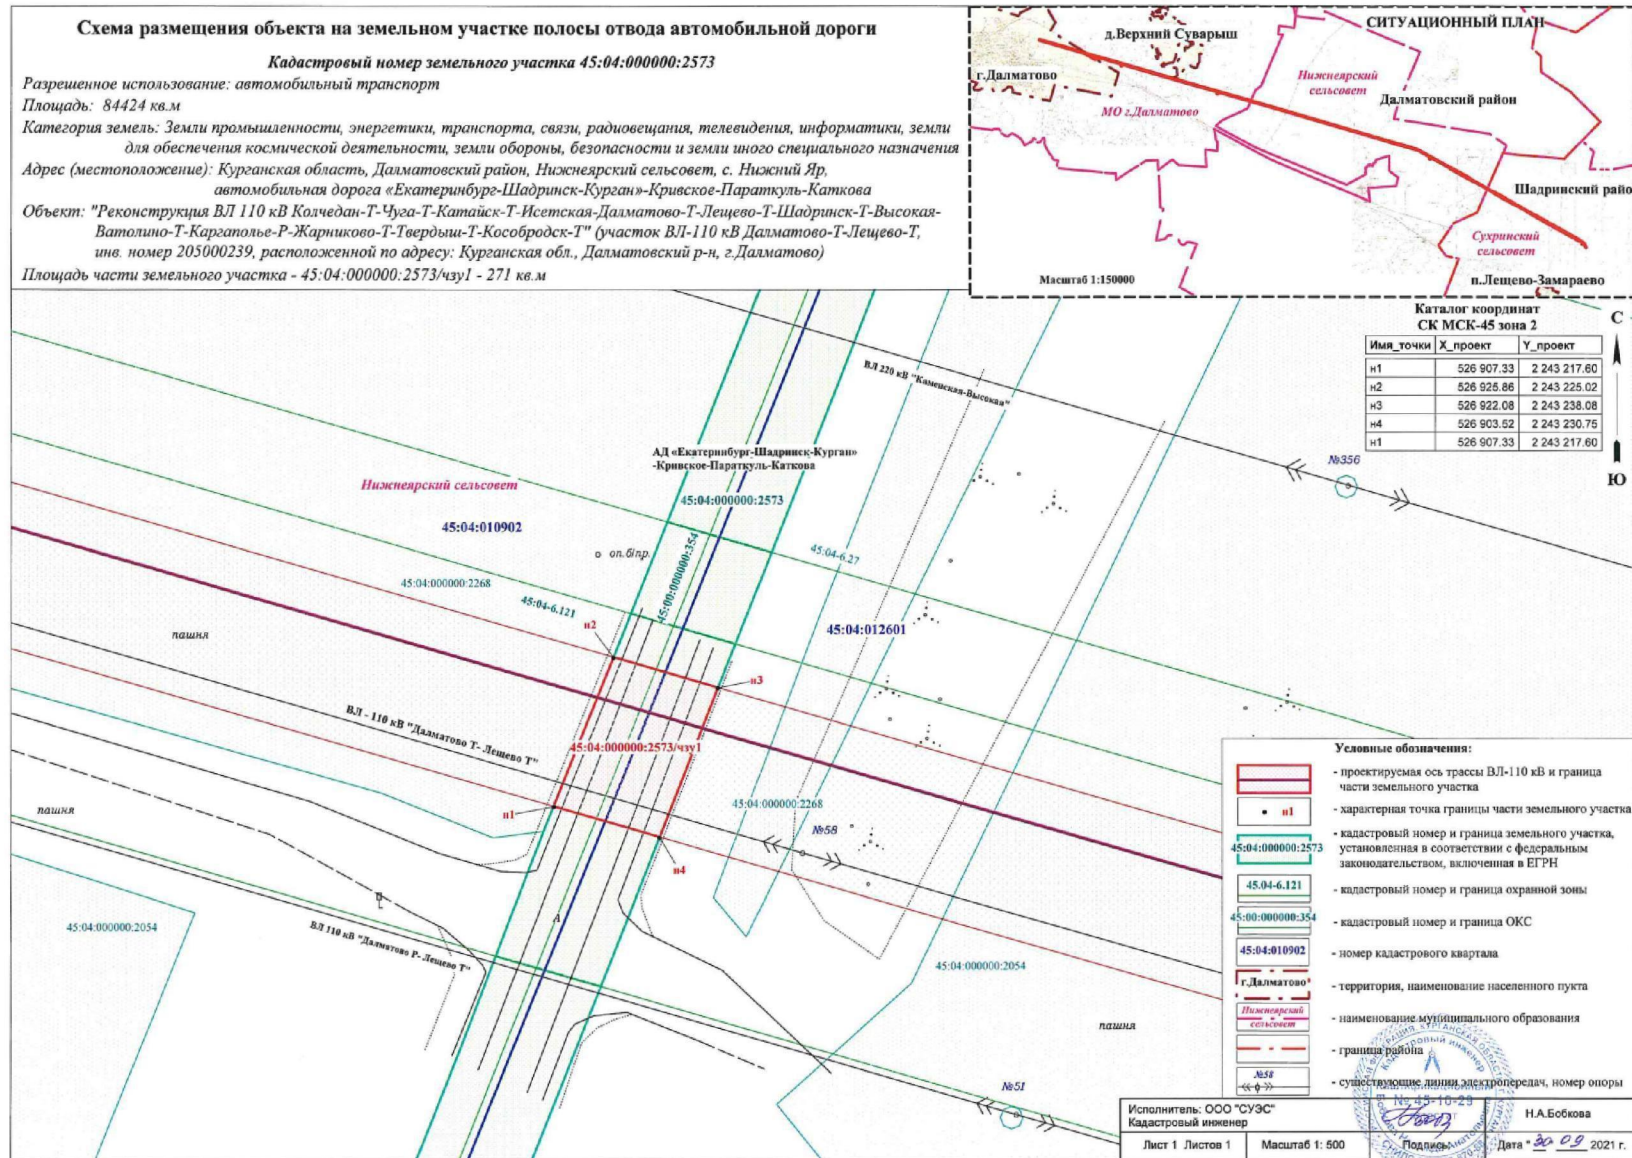 Схема размещения объекта на земельном участке полосы отвода автомобильной дороги
Кадастровый номер земельного участка 45:04:000000:2573
Разрешенное использование: автомобильный транспорт
Площадь: 84424 кв.м
Категория земель: Земли промышленности, энергетики, транспорта, связи, радиовещания, телевидения, информатики, земли
для обеспечения космической деятельности, земли обороны, безопасности и земли иного специального назначения
Адрес (местоположение): Курганская область, Далматовский район, Нижнеярский сельсовет, с. Нижний Яр,
автомобильная дорога «Екатеринбург-Шадринск-Курган»-Кривское-Параткуль-Каткова
Объект: "Реконструкция ВЛ 110 кВ Колчедан-Т-Чуга-Т-Катайск-Т-Исетская-Далматово-Т-Лещево-Т-Шадринск-Т-Высокая-
Ватолино-Т-Каргаполье-Р-Жарниково-Т-Твердыш-Т-Кособродск-Т" (участок ВЛ-110 кВ Далматово-Т-Лещево-Т,
инв. номер 205000239, расположенной по адресу: Курганская обл., Далматовский р-н, г.Далматово)
Площадь части земельного участка - 45:04:000000:2573/чзу1 - 271 кв.м
СИТУАЦИОННЫЙ ПЛАН
д.Верхний Суварыш
г.Далматово
Нижнеярский
сельсовет
Далматовский район
МО г.Далматово
Шадринский райо
Сухринский
сельсовет
Масштаб 1:150000
п.Лещево-Замараево
Каталог координат
СК МСК-45 зона 2
Имя_точки X_проект Y_проект
н1 526 907.33 2 243 217.60
н2 526 925.86 2 243 225.02
н3 526 922.08 2 243 238.08
н4 526 903.52 2 243 230.75
н1 526 907.33 2 243 217.60
С
Ю
ВЛ 220 кВ "Каменская-Высокая"
№356
АД «Екатеринбург-Шадринск-Курган»
-Кривское-Параткуль-Каткова
Нижнеярский сельсовет
45:04:000000:2573
45:04:010902
оп.б/пр.
45:00:000000:354
45:04-6.27
45:04:000000:2268
45:04-6.121
45:04:012601
н2
пашня
н3
ВЛ - 110 кВ "Далматово Т- Лещево Т"
45:04:000000:2573/чзу1
45:04:000000:2268
пашня
н1
№58
н4
А
45:04:000000:2054
ВЛ 110 кВ "Далматово Р- Лещево Т"
45:04:000000:2054
пашня
№51
Условные обозначения:
- проектируемая ось трассы ВЛ-110 кВ и граница
части земельного участка
н1 - характерная точка границы части земельного участка
45:04:000000:2573 - кадастровый номер и граница земельного участка,
установленная в соответствии с федеральным
законодательством, включенная в ЕГРН
45.04-6.121 - кадастровый номер и граница охранной зоны
45:00:000000:354 - кадастровый номер и граница ОКС
45:04:010902 - номер кадастрового квартала
г.Далматово - территория, наименование населенного пукта
Нижнеярский
сельсовет - наименование муниципального образования
- граница района
№58 - существующие линии электропередач, номер опоры
№ 45-10-29
Исполнитель: ООО "СУЭС"
Кадастровый инженер
Н.А.Бобкова
Лист 1 Листов 1 Масштаб 1: 500 Подпись: Дата " 30 09 2021 г.